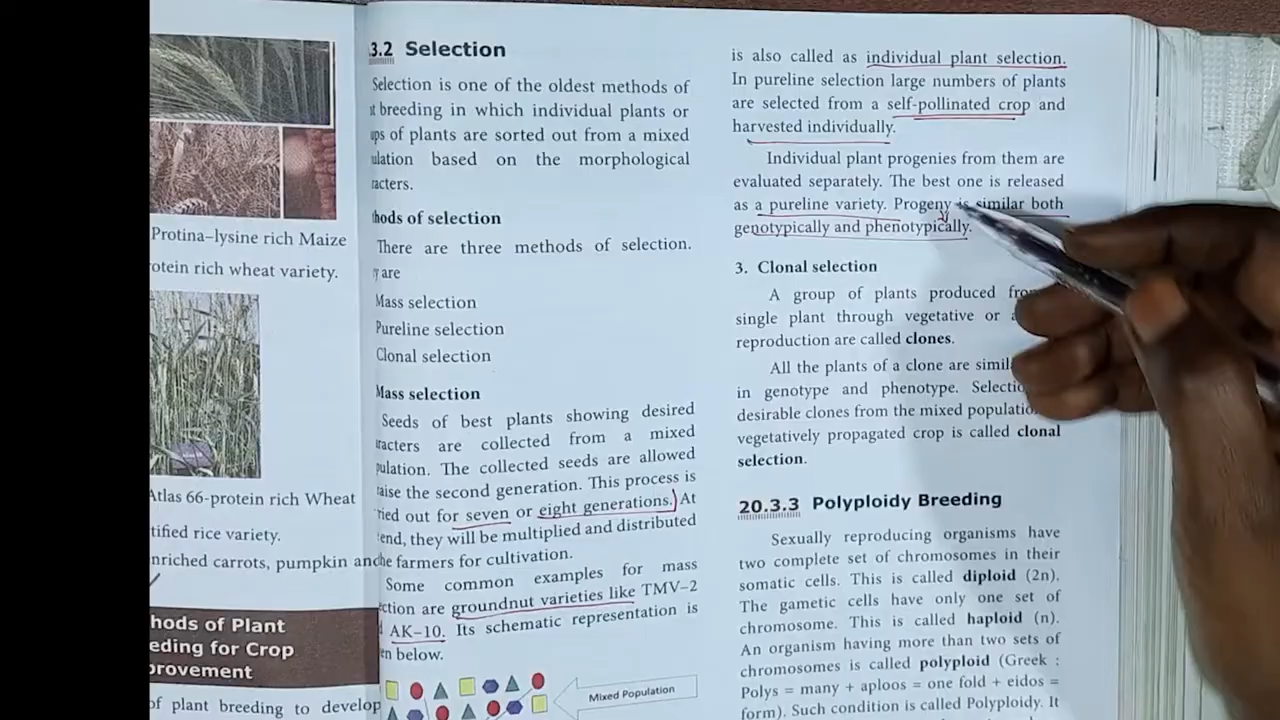 Protina–lysine rich Maize
protein rich wheat variety.
Atlas 66-protein rich Wheat
tified rice variety.
nriched carrots, pumpkin and
hods of Plant
eding for Crop
provement
of plant breeding to develop
.3.2 Selection
Selection is one of the oldest methods of
t breeding in which individual plants or
ups of plants are sorted out from a mixed
ulation based on the morphological
racters.
hods of selection
There are three methods of selection.
y are
Mass selection
Pureline selection
Clonal selection
Mass selection
Seeds of best plants showing desired
racters are collected from a mixed
pulation. The collected seeds are allowed
raise the second generation. This process is
ried out for seven or eight generations. At
end, they will be multiplied and distributed
he farmers for cultivation.
Some common examples for mass
ction are groundnut varieties like TMV–2
AK–10. Its schematic representation is
en below.
Mixed Population
is also called as individual plant selection.
In pureline selection large numbers of plants
are selected from a self-pollinated crop and
harvested individually.
Individual plant progenies from them are
evaluated separately. The best one is released
as a pureline variety. Progeny is similar both
genotypically and phenotypically.
3. Clonal selection
A group of plants produced from
single plant through vegetative or a
reproduction are called clones.
All the plants of a clone are simil
in genotype and phenotype. Selectio
desirable clones from the mixed populatio
vegetatively propagated crop is called clonal
selection.
20.3.3 Polyploidy Breeding
Sexually reproducing organisms have
two complete set of chromosomes in their
somatic cells. This is called diploid (2n).
The gametic cells have only one set of
chromosome. This is called haploid (n).
An organism having more than two sets of
chromosomes is called polyploid (Greek :
Polys = many + aploos = one fold + eidos =
form). Such condition is called Polyploidy. It